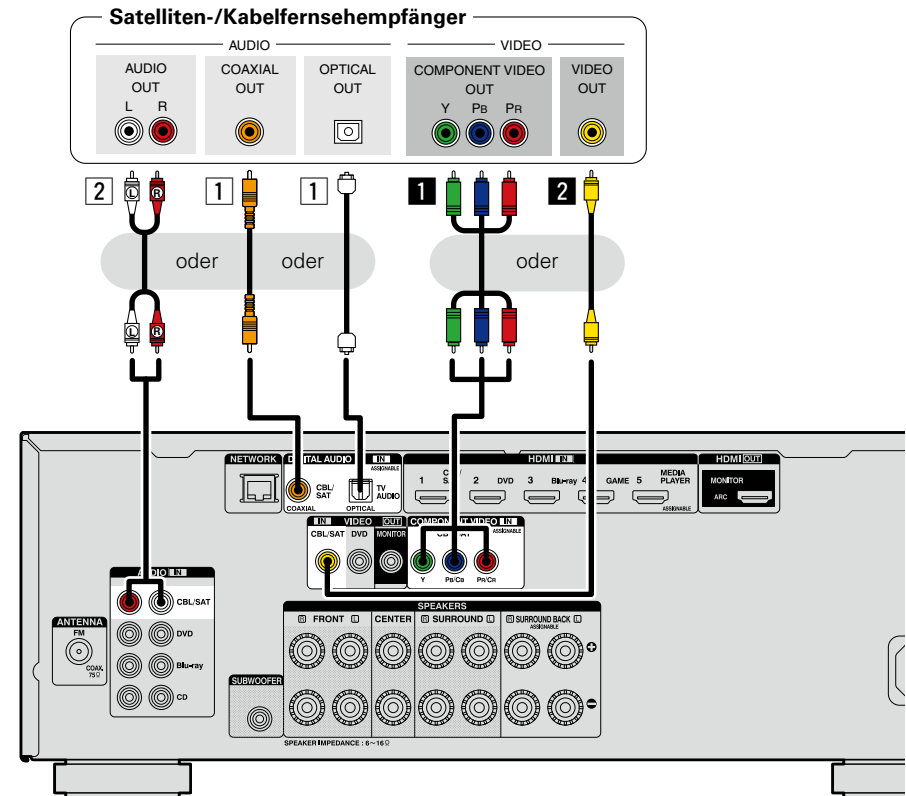 Satelliten-/Kabelfernsehempfänger
AUDIO
VIDEO
AUDIO OUT
L R
COAXIAL OUT
OPTICAL OUT
COMPONENT VIDEO OUT
Y PB PR
VIDEO OUT
2 L R
1
1
1
2
oder
oder
oder
L R
NETWORK
DIGITAL AUDIO IN
ASSIGNABLE
CBL/SAT
COAXIAL
TV AUDIO
OPTICAL
HDMI IN
1
2 DVD
3 Blu-ray
4 GAME
5 MEDIA PLAYER
ASSIGNABLE
HDMI OUT
MONITOR
ARC
IN VIDEO OUT
CBL/SAT DVD MONITOR
COMPONENT VIDEO IN
ASSIGNABLE
Y PB/CB PR/CR
AUDIO IN
CBL/SAT
DVD
Blu-ray
CD
ANTENNA
FM
COAX.
75Ω
SUBWOOFER
SPEAKERS
R FRONT L
CENTER
R SURROUND L
R SURROUND BACK L
ASSIGNABLE
SPEAKER IMPEDANCE : 6~16Ω